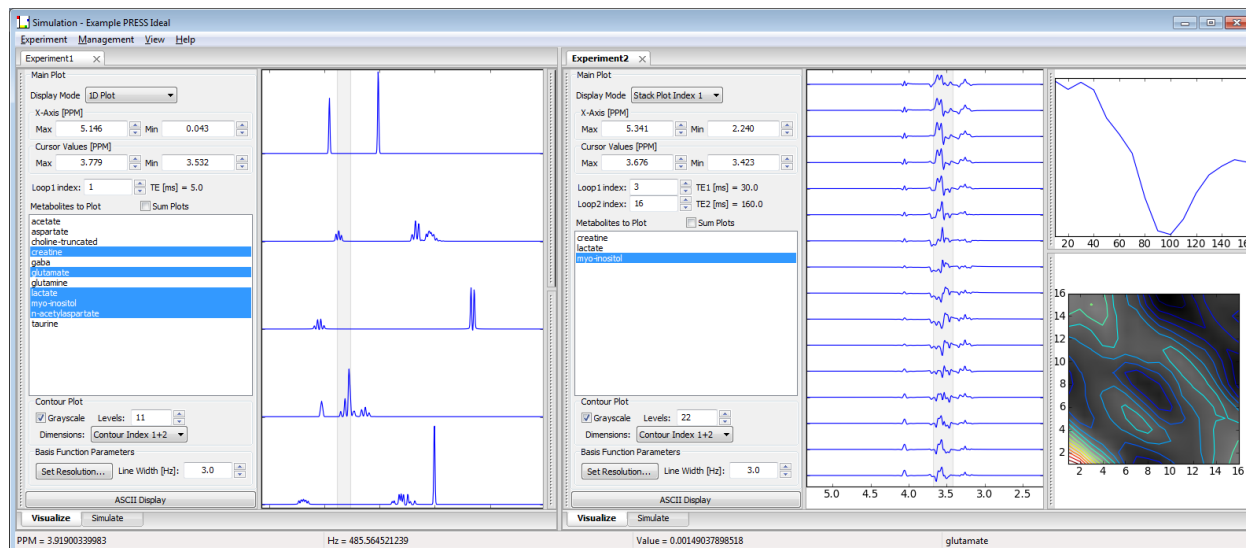 Simulation - Example PRESS Ideal
Experiment Management View Help
Experiment1
Main Plot
Display Mode 1D Plot
X-Axis [PPM]
Max 5.146 Min 0.043
Cursor Values [PPM]
Max 3.779 Min 3.532
Loop1 index: 1 TE [ms] = 5.0
Metabolites to Plot Sum Plots
acetate
aspartate
choline-truncated
creatine
gaba
glutamate
glutamine
lactate
myo-inositol
n-acetylaspartate
taurine
Contour Plot
Grayscale Levels: 11
Dimensions: Contour Index 1+2
Basis Function Parameters
Set Resolution... Line Width [Hz]: 3.0
ASCII Display
Visualize Simulate
Experiment2
Main Plot
Display Mode Stack Plot Index 1
X-Axis [PPM]
Max 5.341 Min 2.240
Cursor Values [PPM]
Max 3.676 Min 3.423
Loop1 index: 3 TE1 [ms] = 30.0
Loop2 index: 16 TE2 [ms] = 160.0
Metabolites to Plot Sum Plots
creatine
lactate
myo-inositol
Contour Plot
Grayscale Levels: 22
Dimensions: Contour Index 1+2
Basis Function Parameters
Set Resolution... Line Width [Hz]: 3.0
ASCII Display
Visualize Simulate
5.0 4.5 4.0 3.5 3.0 2.5
20 40 60 80 100 120 140 160
16
14
12
10
8
6
4
2
2 4 6 8 10 12 14 16
PPM = 3.91900339983 Hz = 485.564521239 Value = 0.00149037898518 glutamate